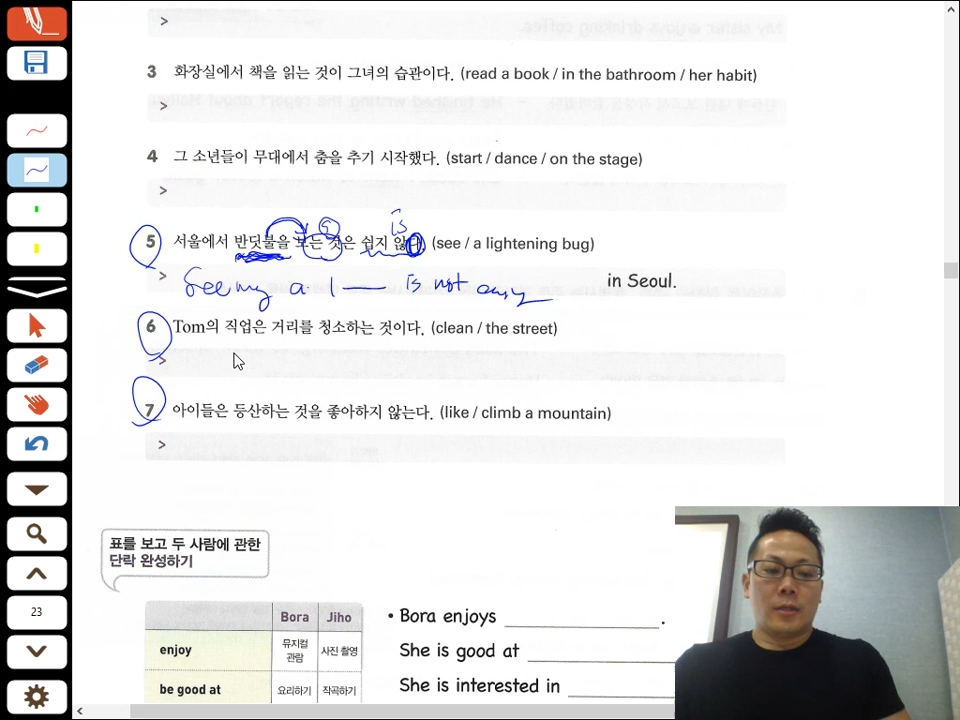 >
3 화장실에서 책을 읽는 것이 그녀의 습관이다. (read a book / in the bathroom / her habit)
>
4 그 소년들이 무대에서 춤을 추기 시작했다. (start / dance / on the stage)
>
is
5 서울에서 반딧불을 보는 것은 쉽지 않다. (see / a lightening bug)
> Seeing a l is not easy in Seoul.
6 Tom의 직업은 거리를 청소하는 것이다. (clean / the street)
>
7 아이들은 등산하는 것을 좋아하지 않는다. (like / climb a mountain)
>
표를 보고 두 사람에 관한
단락 완성하기
Bora Jiho
enjoy 뮤지컬 관람 사진 촬영
be good at 요리하기 작곡하기
• Bora enjoys .
She is good at
She is interested in
23